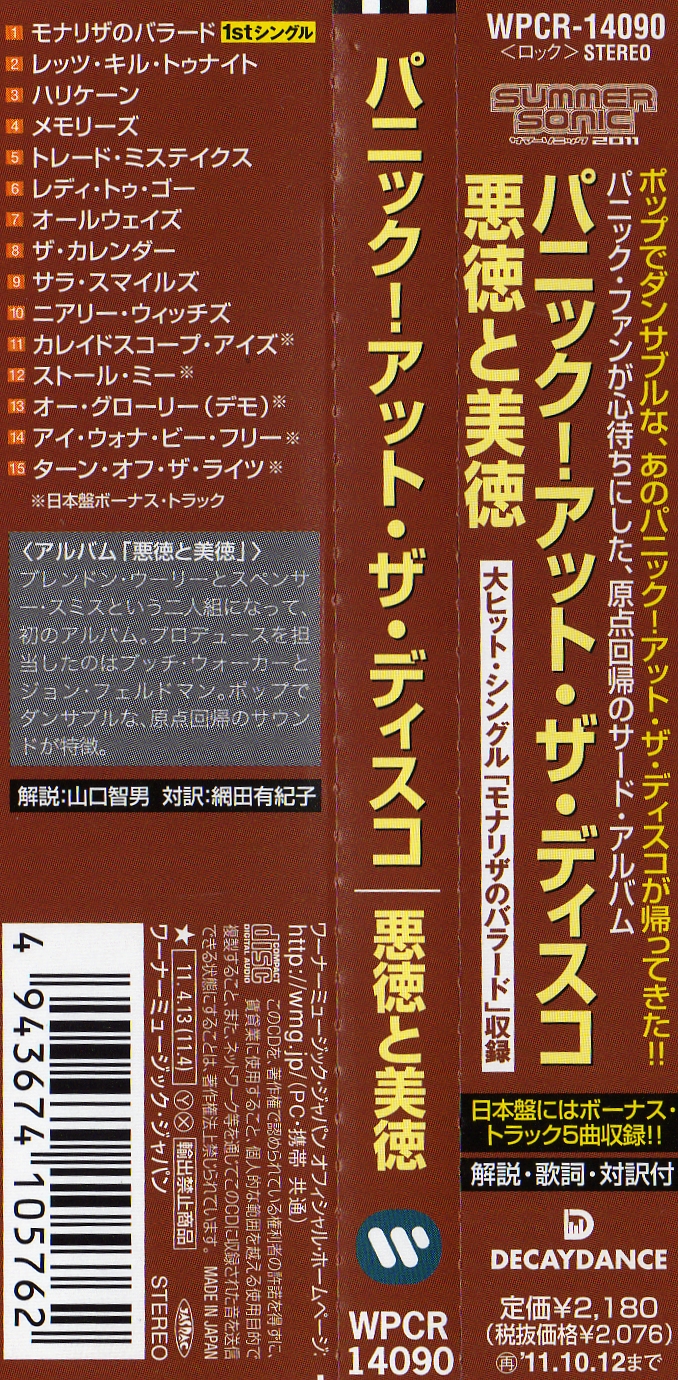 1 モナリザのバラード 1stシングル
2 レッツ・キル・トゥナイト
3 ハリケーン
4 メモリーズ
5 トレード・ミステイクス
6 レディ・トゥ・ゴー
7 オールウェイズ
8 ザ・カレンダー
9 サラ・スマイルズ
10 ニアリー・ウィッチズ
11 カレイドスコープ・アイズ※
12 ストール・ミー※
13 オー・グローリー(デモ)※
14 アイ・ウォナ・ビー・フリー※
15 ターン・オフ・ザ・ライツ※
※日本盤ボーナス・トラック
〈アルバム「悪徳と美徳」〉
ブレンドン・ウーリーとスペンサ
ー・スミスという二人組になって、
初のアルバム。プロデュースを担
当したのはブッチ・ウォーカーと
ジョン・フェルドマン。ポップで
ダンサブルな、原点回帰のサウン
ドが特徴。
解説:山口智男 対訳:網田有紀子
ワーナーミュージック・ジャパン オフィシャル・ホームページ:
http://wmg.jp/(PC・携帯 共通)
COMPACT disc DIGITAL AUDIO
このCDを、著作権で認められている権利者の許諾を得ずに、
賃貸業に使用すること、個人的な範囲を越える使用目的で
複製すること、また、ネットワーク等を通じてこのCDに収録された音を送信
できる状態にすることは、著作権法上禁じられています。 MADE IN JAPAN
★ 11.4.13(11.4) Ⓨ Ⓧ 輸出禁止商品 JASRAC
ワーナーミュージック・ジャパン STEREO
4 943674 105762
パニック!アット・ザ・ディスコ 悪徳と美徳
WPCR
14090
WPCR-14090
＜ロック＞ STEREO
SUMMER
SONIC
サマーソニック 2011
ポップでダンサブルな、あのパニック!アット・ザ・ディスコが帰ってきた!!
パニック・ファンが心待ちにした、原点回帰のサード・アルバム
パニック!アット・ザ・ディスコ
悪徳と美徳
大ヒット・シングル「モナリザのバラード」収録
日本盤にはボーナス・
トラック5曲収録!!
解説・歌詞・対訳付
DECAYDANCE
定価¥2,180
(税抜価格¥2,076)
㊢'11.10.12まで